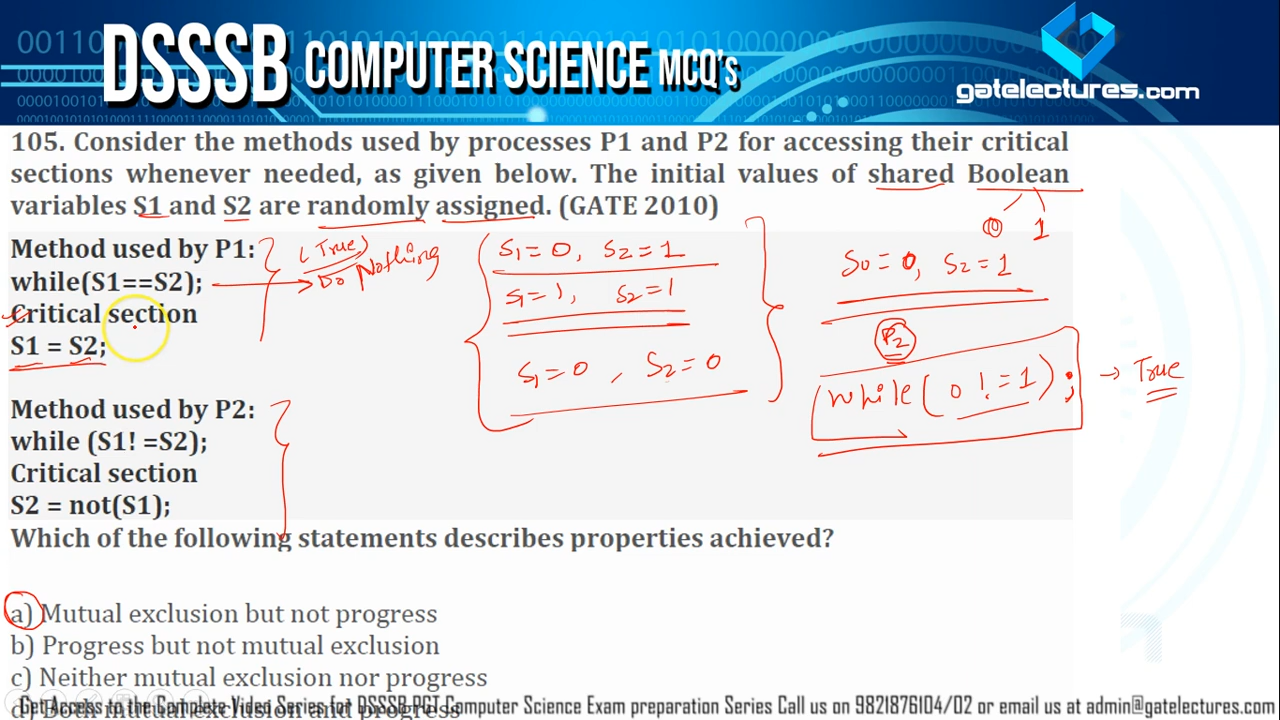 DSSSB COMPUTER SCIENCE MCQ's
gatelectures.com
105. Consider the methods used by processes P1 and P2 for accessing their critical
sections whenever needed, as given below. The initial values of shared Boolean
variables S1 and S2 are randomly assigned. (GATE 2010)
0 1
Method used by P1:
(True)
while(S1==S2);
Do Nothing
Critical section
S1 = S2;
S1=0, S2=1
S1=1, S2=1
S1=0, S2=0
S0=0, S2=1
P2
while(0 != 1);
True
Method used by P2:
while (S1! =S2);
Critical section
S2 = not(S1);
Which of the following statements describes properties achieved?
a) Mutual exclusion but not progress
b) Progress but not mutual exclusion
c) Neither mutual exclusion nor progress
d) Both mutual exclusion and progress
Get Access to the Complete Video Series for DSSSB PGT Computer Science Exam preparation Series Call us on 9821876104/02 or email us at admin@gatelectures.com